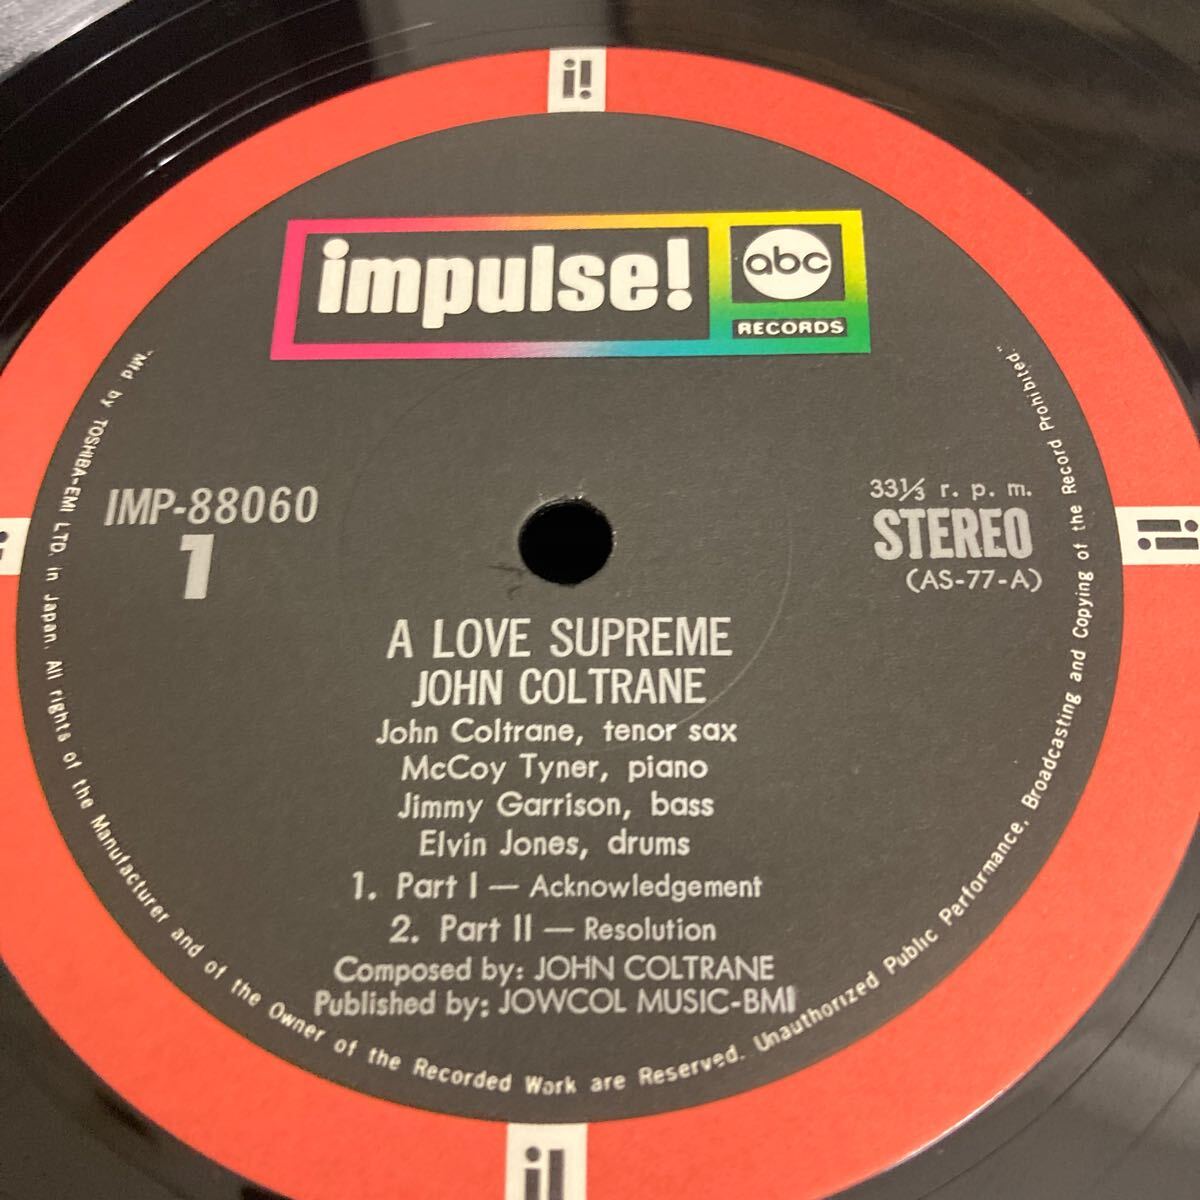 i!
impulse!
abc
RECORDS
IMP-88060
1
33⅓ r. p. m.
STEREO
(AS-77-A)
A LOVE SUPREME
JOHN COLTRANE
John Coltrane, tenor sax
McCoy Tyner, piano
Jimmy Garrison, bass
Elvin Jones, drums
1. Part I — Acknowledgement
2. Part II — Resolution
Composed by: JOHN COLTRANE
Published by: JOWCOL MUSIC-BMI
"Mfd by TOSHIBA-EMI LTD. in Japan. All rights of the Manufacturer and of the Owner of the Recorded Work are Reserved. Unauthorized Public Performance, Broadcasting and Copying of the Record Prohibited."
i!
i!
i!